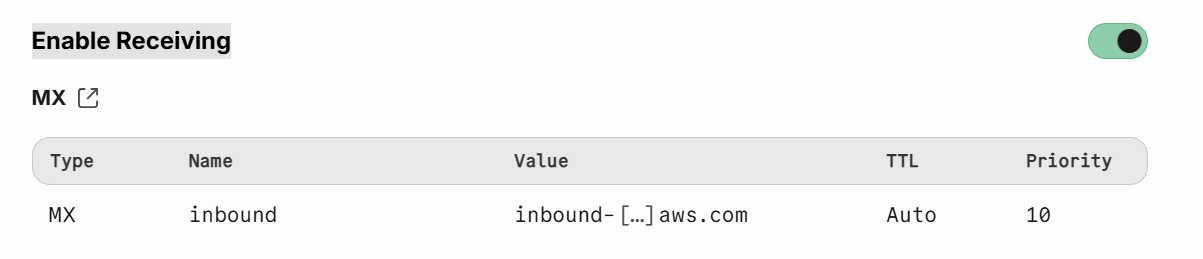 Enable Receiving
MX
Type Name Value TTL Priority
MX inbound inbound-[…]aws.com Auto 10